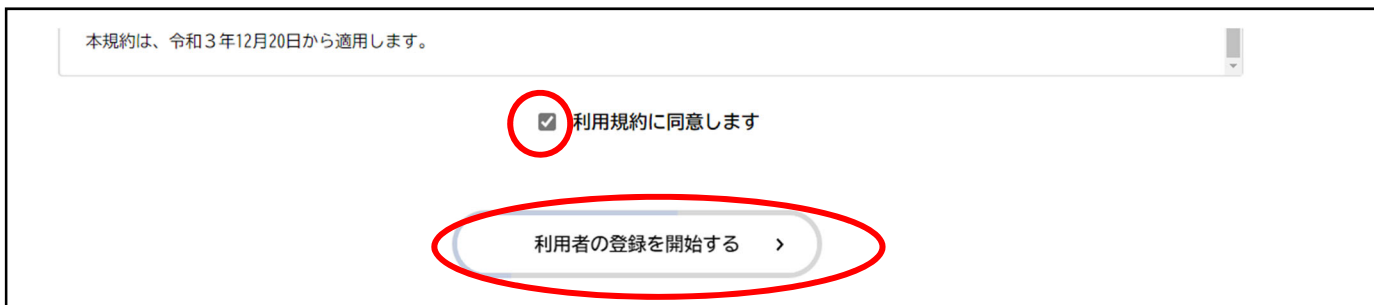 本規約は、令和３年12月20日から適用します。
利用規約に同意します
利用者の登録を開始する